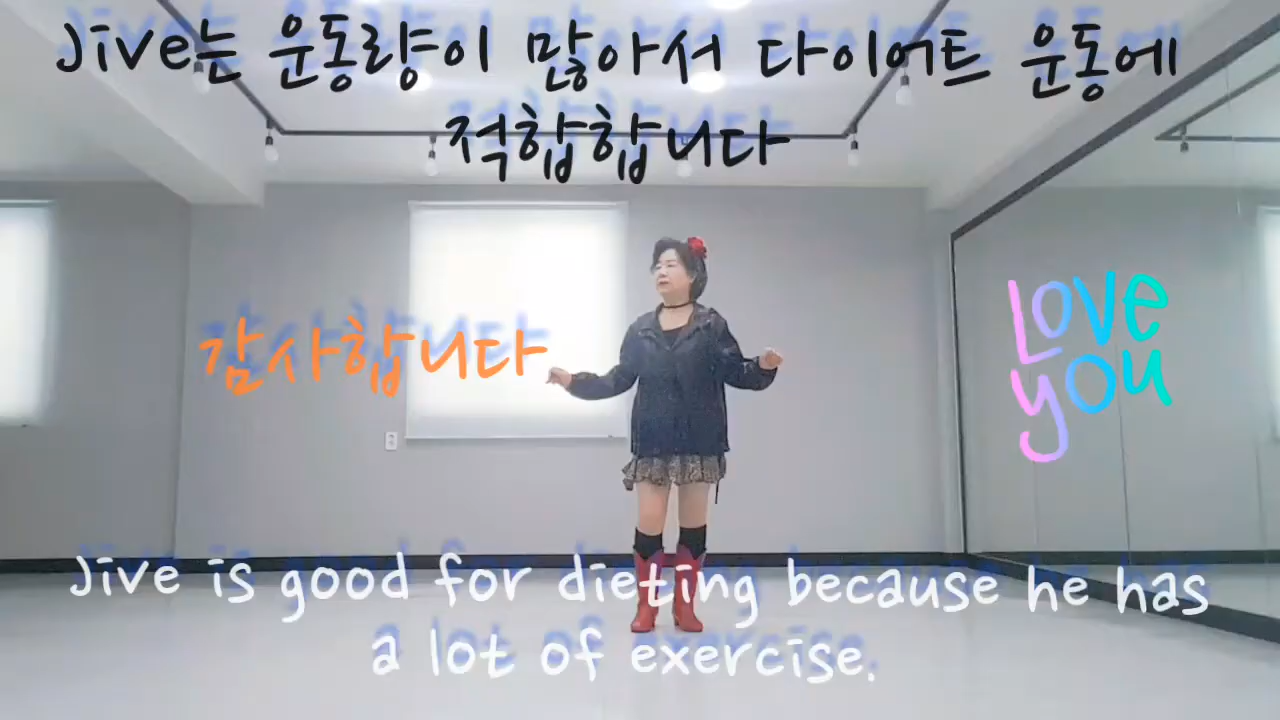 Jive는 운동량이 많아서 다이어트 운동에
적합합니다
감사합니다
Love
you
Jive is good for dieting because he has
a lot of exercise.